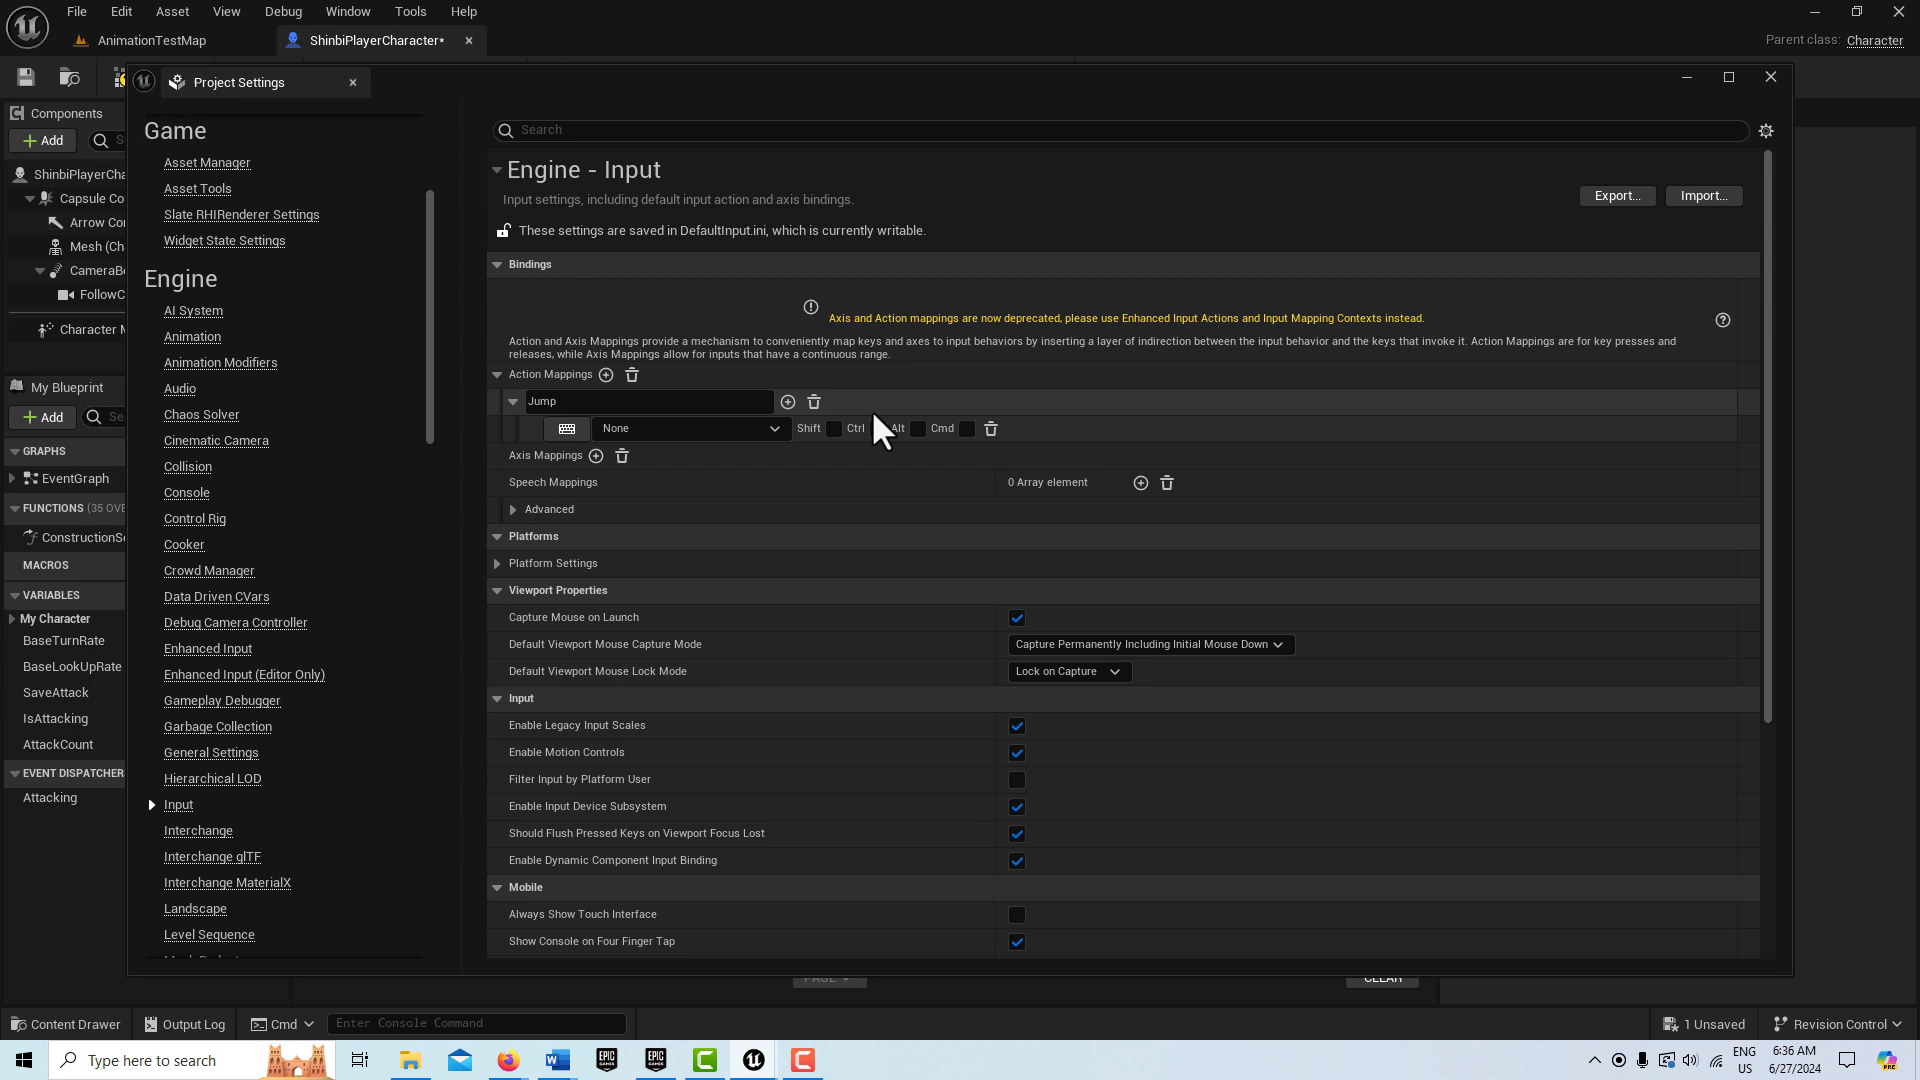 File Edit Asset View Debug Window Tools Help
AnimationTestMap
ShinbiPlayerCharacter*
Parent class: Character
Project Settings
Components
Add
ShinbiPlayerCha
Capsule Co
Arrow Co
Mesh (Ch
CameraB
FollowC
Character M
My Blueprint
Add
Se
GRAPHS
EventGraph
FUNCTIONS (35 OVE
ConstructionS
MACROS
VARIABLES
My Character
BaseTurnRate
BaseLookUpRate
SaveAttack
IsAttacking
AttackCount
EVENT DISPATCHER
Attacking
Game
Asset Manager
Asset Tools
Slate RHIRenderer Settings
Widget State Settings
Engine
AI System
Animation
Animation Modifiers
Audio
Chaos Solver
Cinematic Camera
Collision
Console
Control Rig
Cooker
Crowd Manager
Data Driven CVars
Debug Camera Controller
Enhanced Input
Enhanced Input (Editor Only)
Gameplay Debugger
Garbage Collection
General Settings
Hierarchical LOD
Input
Interchange
Interchange glTF
Interchange MaterialX
Landscape
Level Sequence
Search
Engine - Input
Input settings, including default input action and axis bindings.
Export... Import...
These settings are saved in DefaultInput.ini, which is currently writable.
Bindings
Axis and Action mappings are now deprecated, please use Enhanced Input Actions and Input Mapping Contexts instead.
Action and Axis Mappings provide a mechanism to conveniently map keys and axes to input behaviors by inserting a layer of indirection between the input behavior and the keys that invoke it. Action Mappings are for key presses and
releases, while Axis Mappings allow for inputs that have a continuous range.
Action Mappings
Jump
None Shift Ctrl Alt Cmd
Axis Mappings
Speech Mappings 0 Array element
Advanced
Platforms
Platform Settings
Viewport Properties
Capture Mouse on Launch
Default Viewport Mouse Capture Mode Capture Permanently Including Initial Mouse Down
Default Viewport Mouse Lock Mode Lock on Capture
Input
Enable Legacy Input Scales
Enable Motion Controls
Filter Input by Platform User
Enable Input Device Subsystem
Should Flush Pressed Keys on Viewport Focus Lost
Enable Dynamic Component Input Binding
Mobile
Always Show Touch Interface
Show Console on Four Finger Tap
PAGE CLEAR
Content Drawer Output Log Cmd Enter Console Command 1 Unsaved Revision Control
Type here to search
ENG
US
6:36 AM
6/27/2024